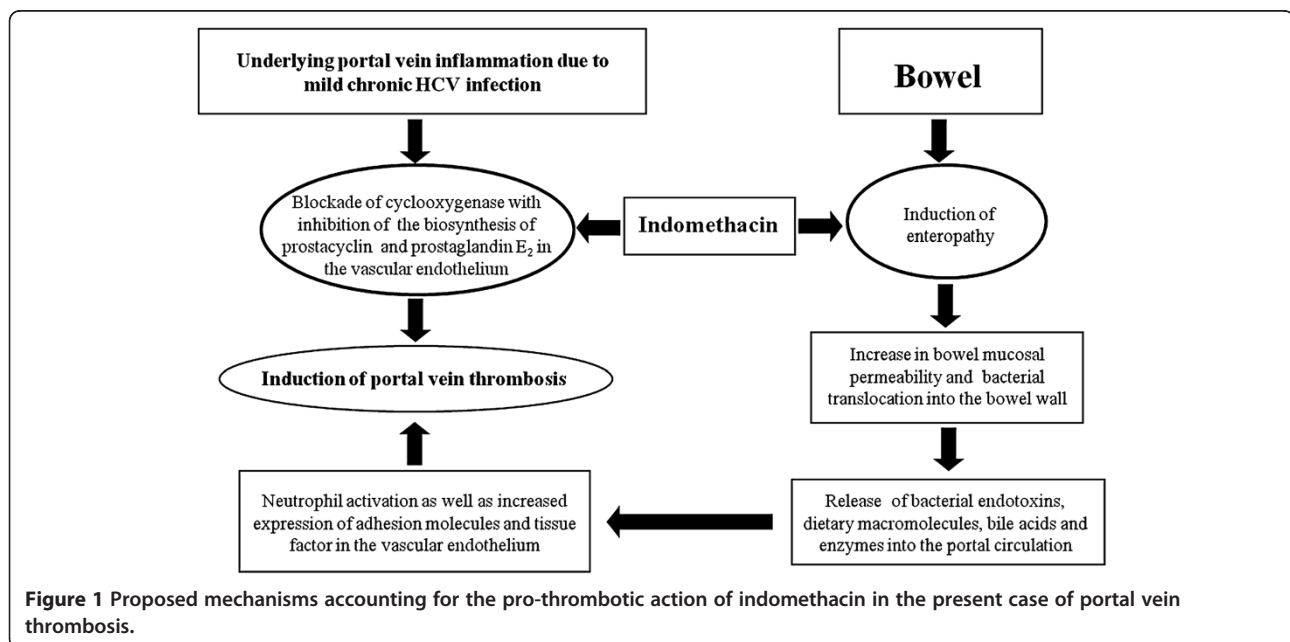 Underlying portal vein inflammation due to
mild chronic HCV infection
Bowel
Blockade of cyclooxygenase with
inhibition of the biosynthesis of
prostacyclin and prostaglandin E₂ in
the vascular endothelium
Indomethacin
Induction of
enteropathy
Induction of portal vein thrombosis
Increase in bowel mucosal
permeability and bacterial
translocation into the bowel wall
Neutrophil activation as well as increased
expression of adhesion molecules and tissue
factor in the vascular endothelium
Release of bacterial endotoxins,
dietary macromolecules, bile acids and
enzymes into the portal circulation
Figure 1 Proposed mechanisms accounting for the pro-thrombotic action of indomethacin in the present case of portal vein
thrombosis.